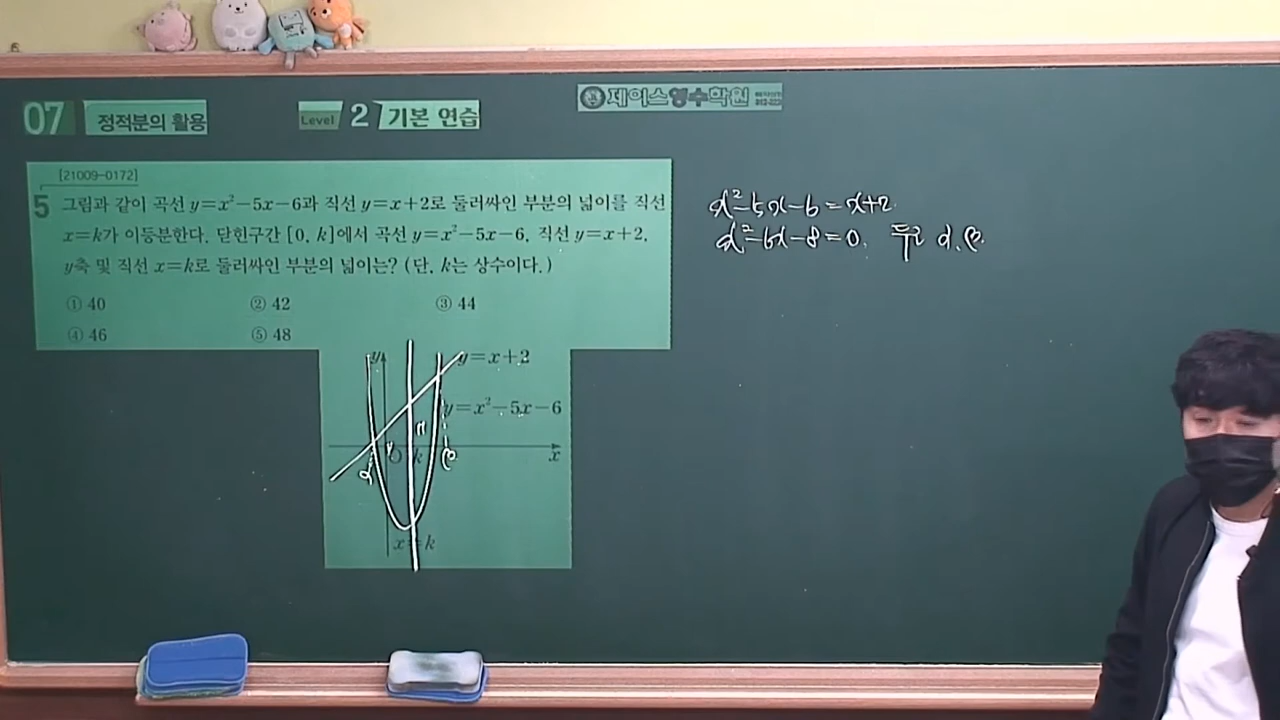 07 정적분의 활용 Level 2 기본 연습
제이스영수학원
[21009-0172]
5 그림과 같이 곡선 y=x²-5x-6과 직선 y=x+2로 둘러싸인 부분의 넓이를 직선
x=k가 이등분한다. 닫힌구간 [0, k]에서 곡선 y=x²-5x-6, 직선 y=x+2,
y축 및 직선 x=k로 둘러싸인 부분의 넓이는? (단, k는 상수이다.)
① 40 ② 42 ③ 44
④ 46 ⑤ 48
y y=x+2
y=x²-5x-6
α O k β x
x=k
x²-5x-6=x+2
x²-6x-8=0. 두근 α, β